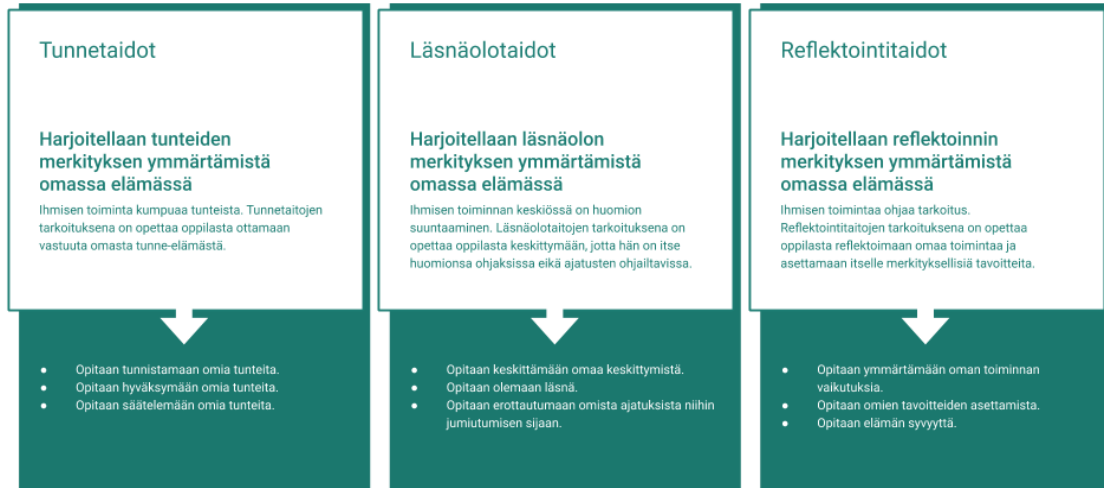 Tunnetaidot
Harjoitellaan tunteiden
merkityksen ymmärtämistä
omassa elämässä
Ihmisen toiminta kumpuaa tunteista. Tunnetaitojen
tarkoituksena on opettaa oppilasta ottamaan
vastuuta omasta tunne-elämästä.
● Opitaan tunnistamaan omia tunteita.
● Opitaan hyväksymään omia tunteita.
● Opitaan säätelemään omia tunteita.
Läsnäolotaidot
Harjoitellaan läsnäolon
merkityksen ymmärtämistä
omassa elämässä
Ihmisen toiminnan keskiössä on huomion
suuntaaminen. Läsnäolotaitojen tarkoituksena on
opettaa oppilasta keskittymään, jotta hän on itse
huomionsa ohjaksissa eikä ajatusten ohjailtavissa.
● Opitaan keskittämään omaa keskittymistä.
● Opitaan olemaan läsnä.
● Opitaan erottautumaan omista ajatuksista niihin
jumiutumisen sijaan.
Reflektointitaidot
Harjoitellaan reflektoinnin
merkityksen ymmärtämistä
omassa elämässä
Ihmisen toimintaa ohjaa tarkoitus.
Reflektointitaitojen tarkoituksena on opettaa
oppilasta reflektoimaan omaa toimintaa ja
asettamaan itselle merkityksellisiä tavoitteita.
● Opitaan ymmärtämään oman toiminnan
vaikutuksia.
● Opitaan omien tavoitteiden asettamista.
● Opitaan elämän syvyyttä.